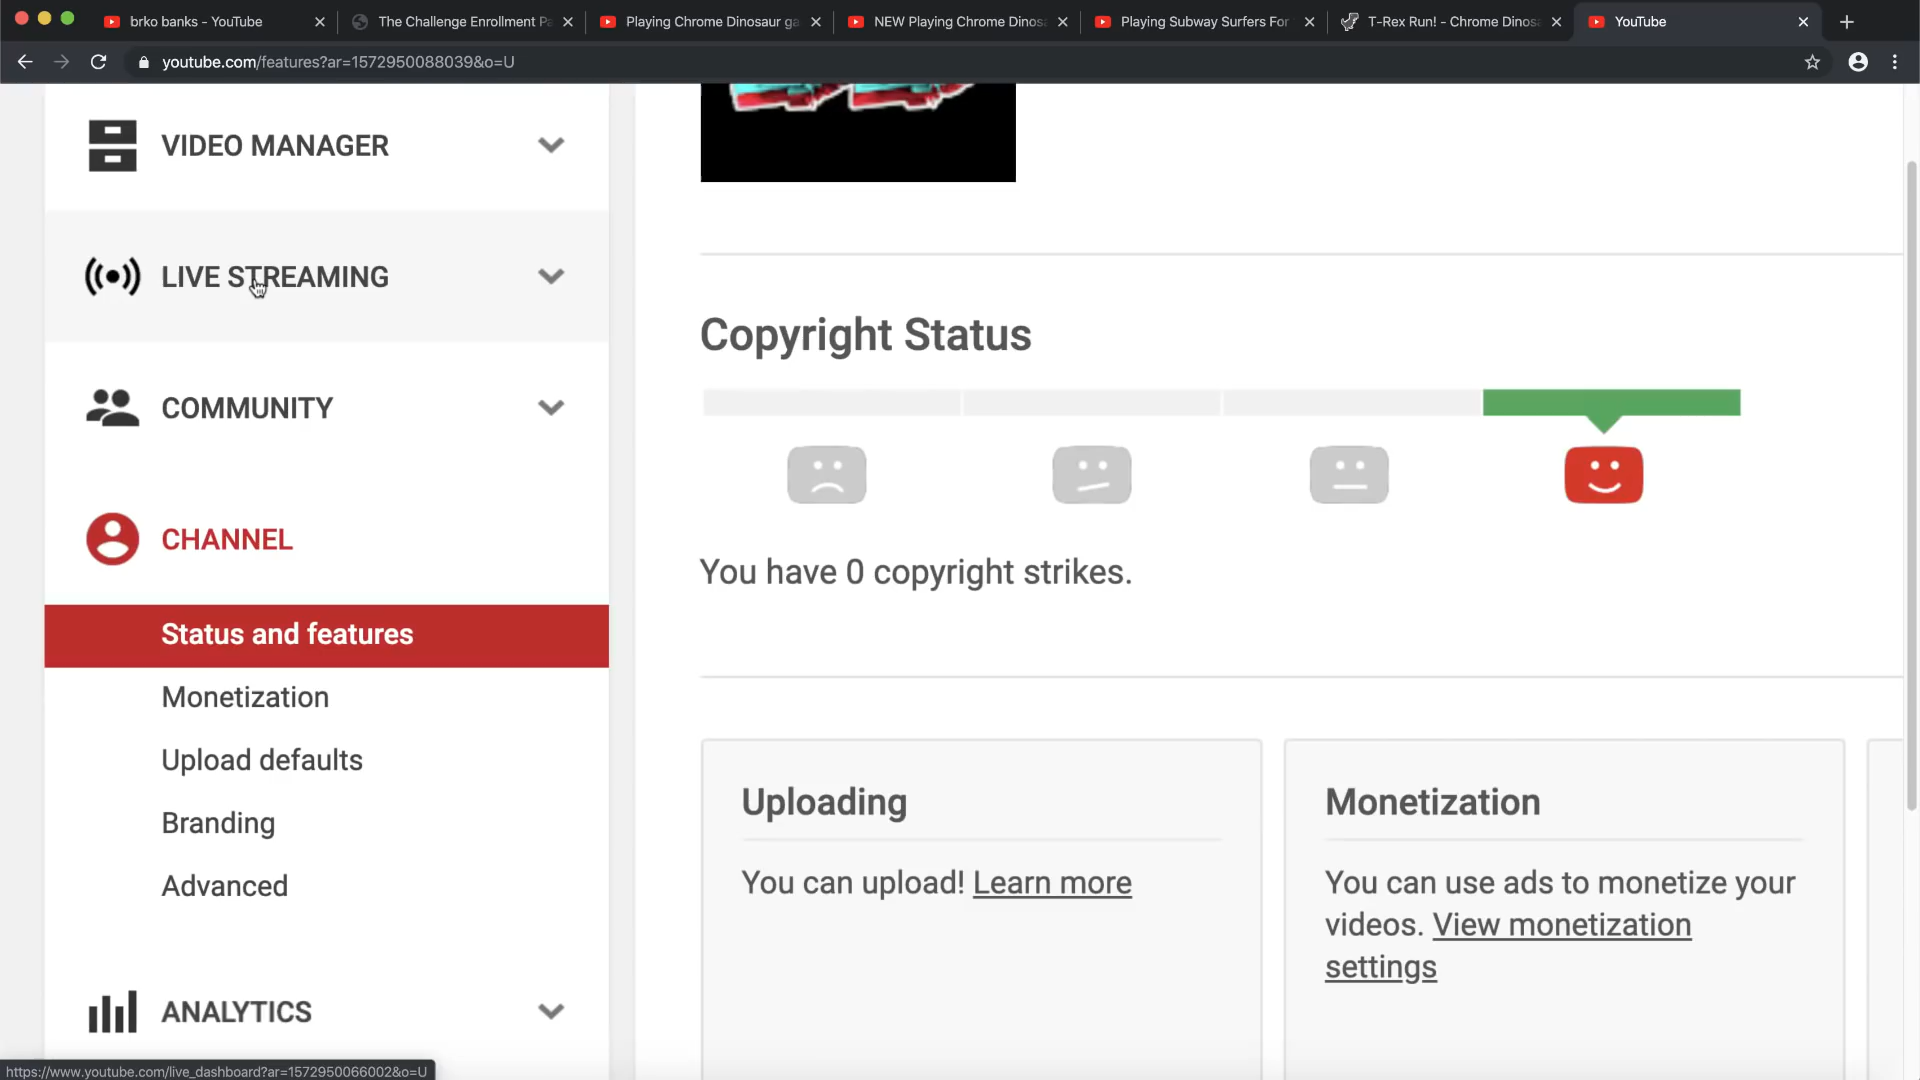 brko banks - YouTube
The Challenge Enrollment Pa
Playing Chrome Dinosaur ga
NEW Playing Chrome Dinos
Playing Subway Surfers For
T-Rex Run! - Chrome Dinos
YouTube
youtube.com/features?ar=1572950088039&o=U
VIDEO MANAGER
LIVE STREAMING
COMMUNITY
CHANNEL
Status and features
Monetization
Upload defaults
Branding
Advanced
ANALYTICS
Copyright Status
You have 0 copyright strikes.
Uploading
You can upload! Learn more
Monetization
You can use ads to monetize your
videos. View monetization
settings
https://www.youtube.com/live_dashboard?ar=1572950066002&o=U